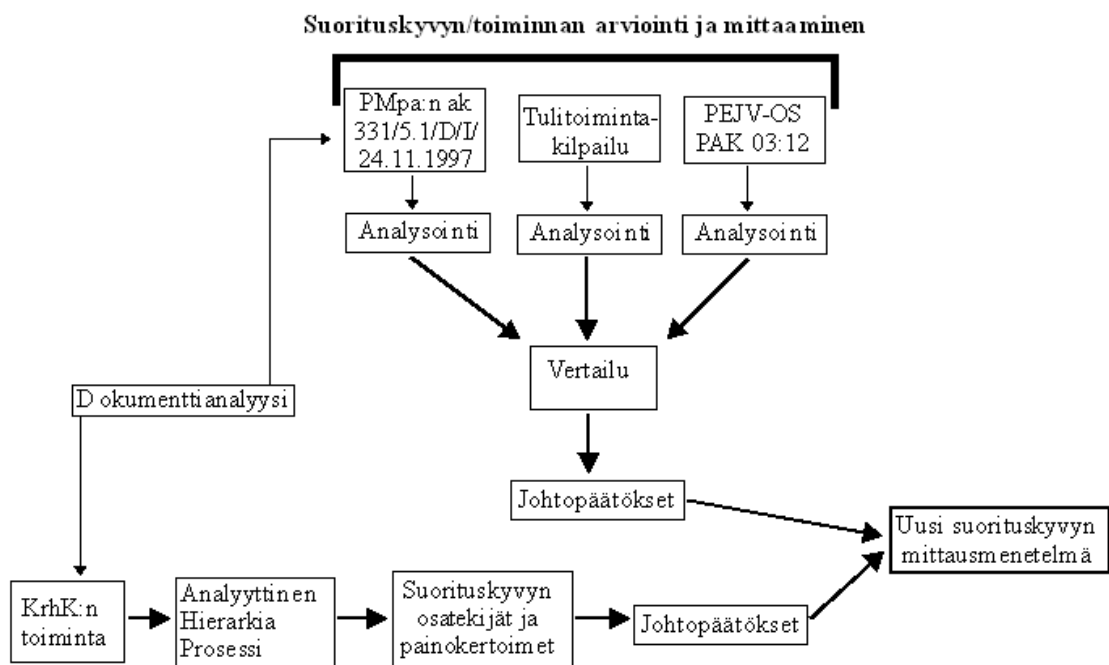 Suorituskyvyn/toiminnan arviointi ja mittaaminen
PMpa:n ak
331/5.1/D/I/
24.11.1997
Tulitoiminta-
kilpailu
PEJV-OS
PAK 03:12
Analysointi
Analysointi
Analysointi
Vertailu
Dokumenttianalyysi
Johtopäätökset
Uusi suorituskyvyn
mittausmenetelmä
KrhK:n
toiminta
Analyyttinen
Hierarkia
Prosessi
Suorituskyvyn
osatekijät ja
painokertoimet
Johtopäätökset